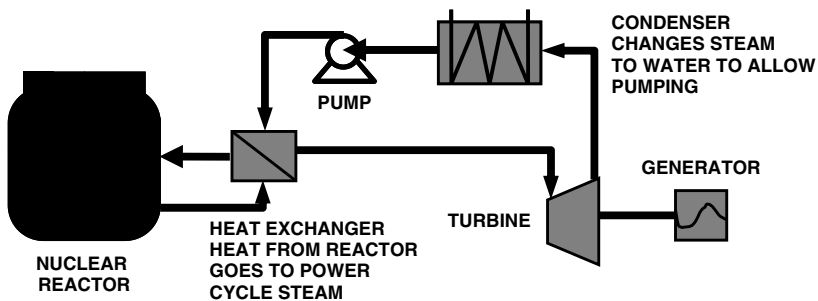 CONDENSER
CHANGES STEAM
TO WATER TO ALLOW
PUMPING
PUMP
GENERATOR
TURBINE
HEAT EXCHANGER
HEAT FROM REACTOR
GOES TO POWER
CYCLE STEAM
NUCLEAR
REACTOR